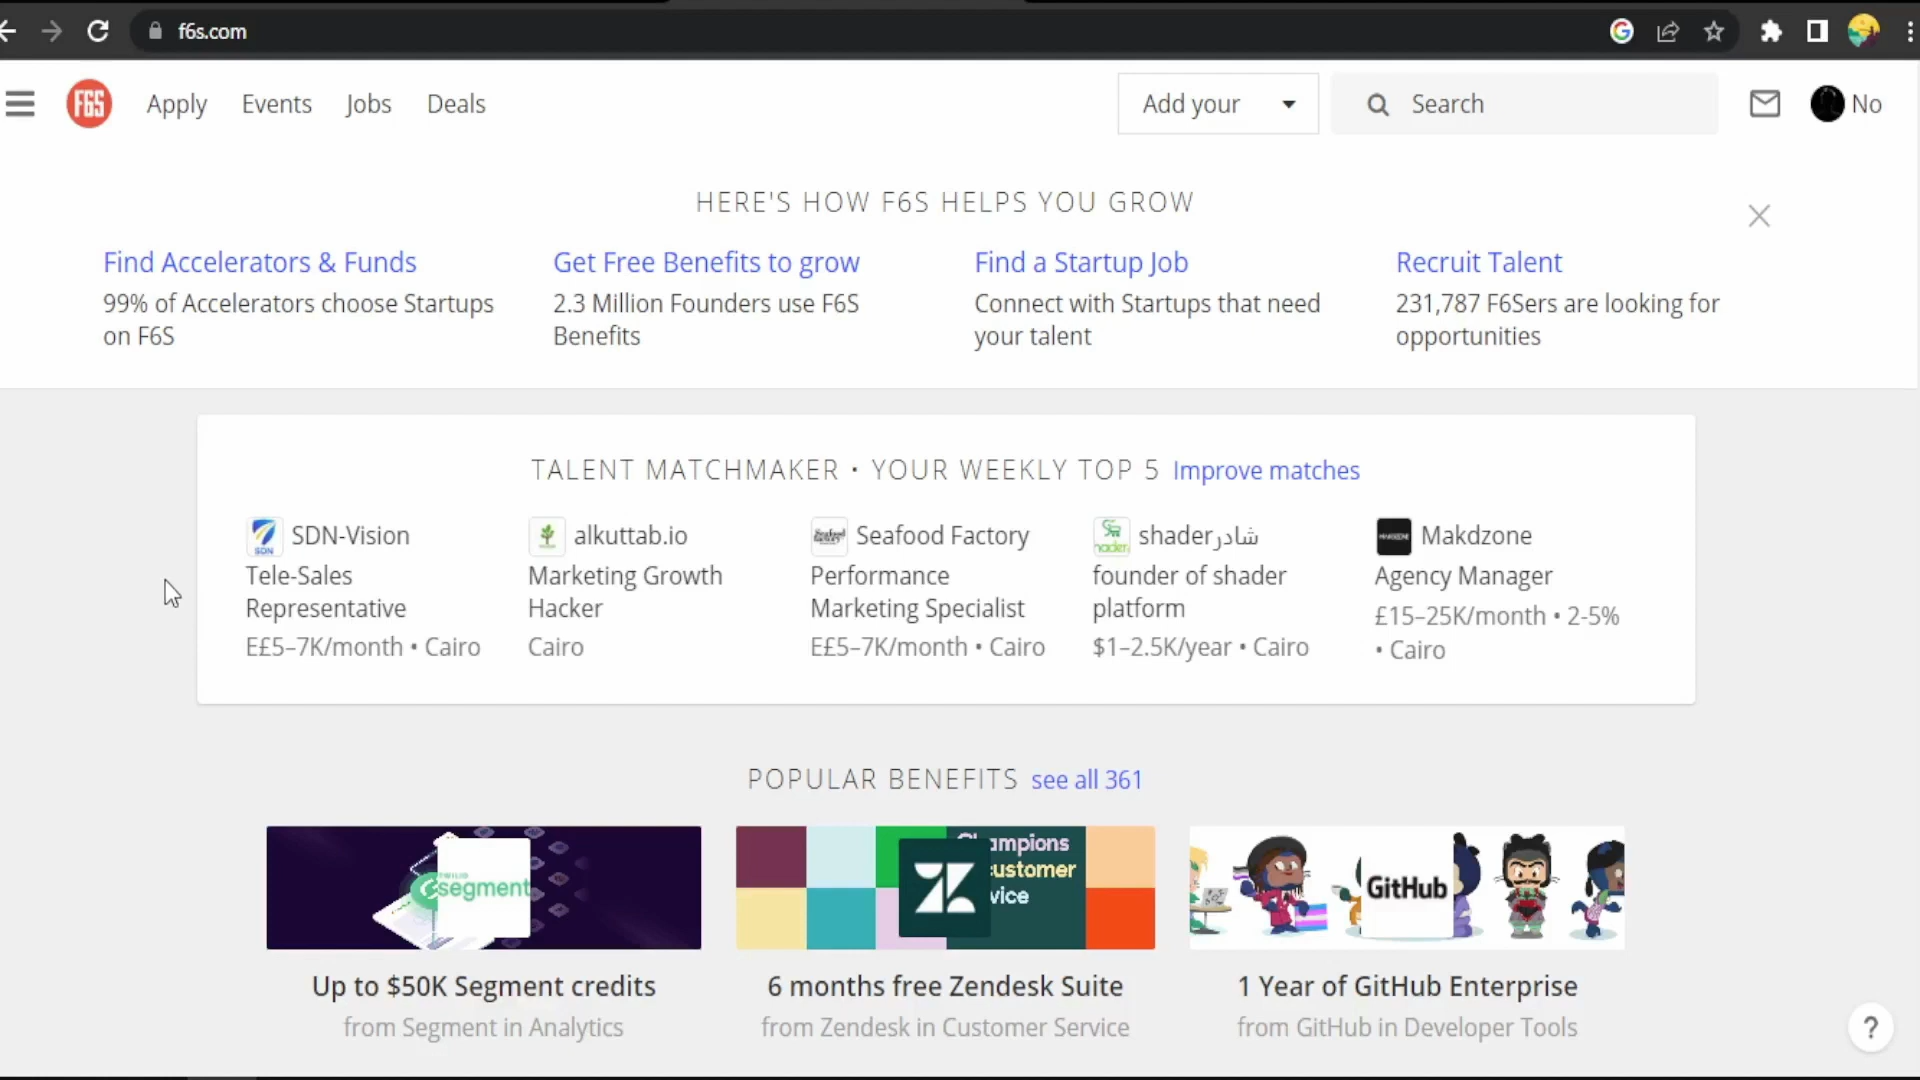 f6s.com
F6S
Apply
Events
Jobs
Deals
Add your
Search
No
HERE'S HOW F6S HELPS YOU GROW
Find Accelerators & Funds
99% of Accelerators choose Startups
on F6S
Get Free Benefits to grow
2.3 Million Founders use F6S
Benefits
Find a Startup Job
Connect with Startups that need
your talent
Recruit Talent
231,787 F6Sers are looking for
opportunities
TALENT MATCHMAKER • YOUR WEEKLY TOP 5 Improve matches
SDN
SDN-Vision
Tele-Sales
Representative
E£5–7K/month • Cairo
alkuttab.io
Marketing Growth
Hacker
Cairo
Seafood Factory
Performance
Marketing Specialist
E£5–7K/month • Cairo
shaderشادر
founder of shader
platform
$1–2.5K/year • Cairo
Makdzone
Agency Manager
£15–25K/month • 2-5%
• Cairo
POPULAR BENEFITS see all 361
TWILIO
segment
Up to $50K Segment credits
from Segment in Analytics
ampions
customer
vice
6 months free Zendesk Suite
from Zendesk in Customer Service
GitHub
1 Year of GitHub Enterprise
from GitHub in Developer Tools
?